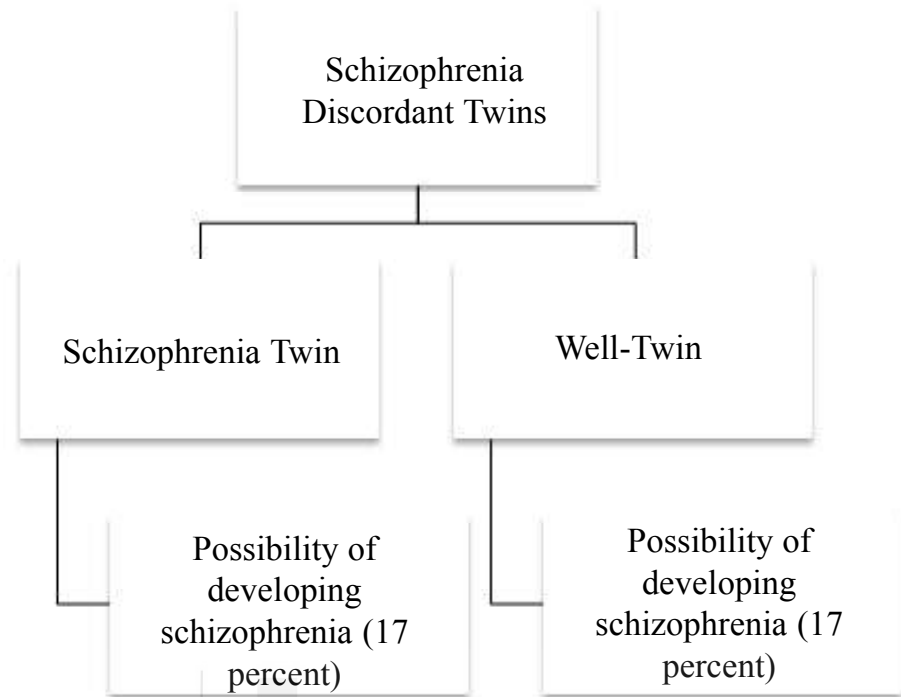 Schizophrenia
Discordant Twins
Schizophrenia Twin
Well-Twin
Possibility of
developing
schizophrenia (17
percent)
Possibility of
developing
schizophrenia (17
percent)